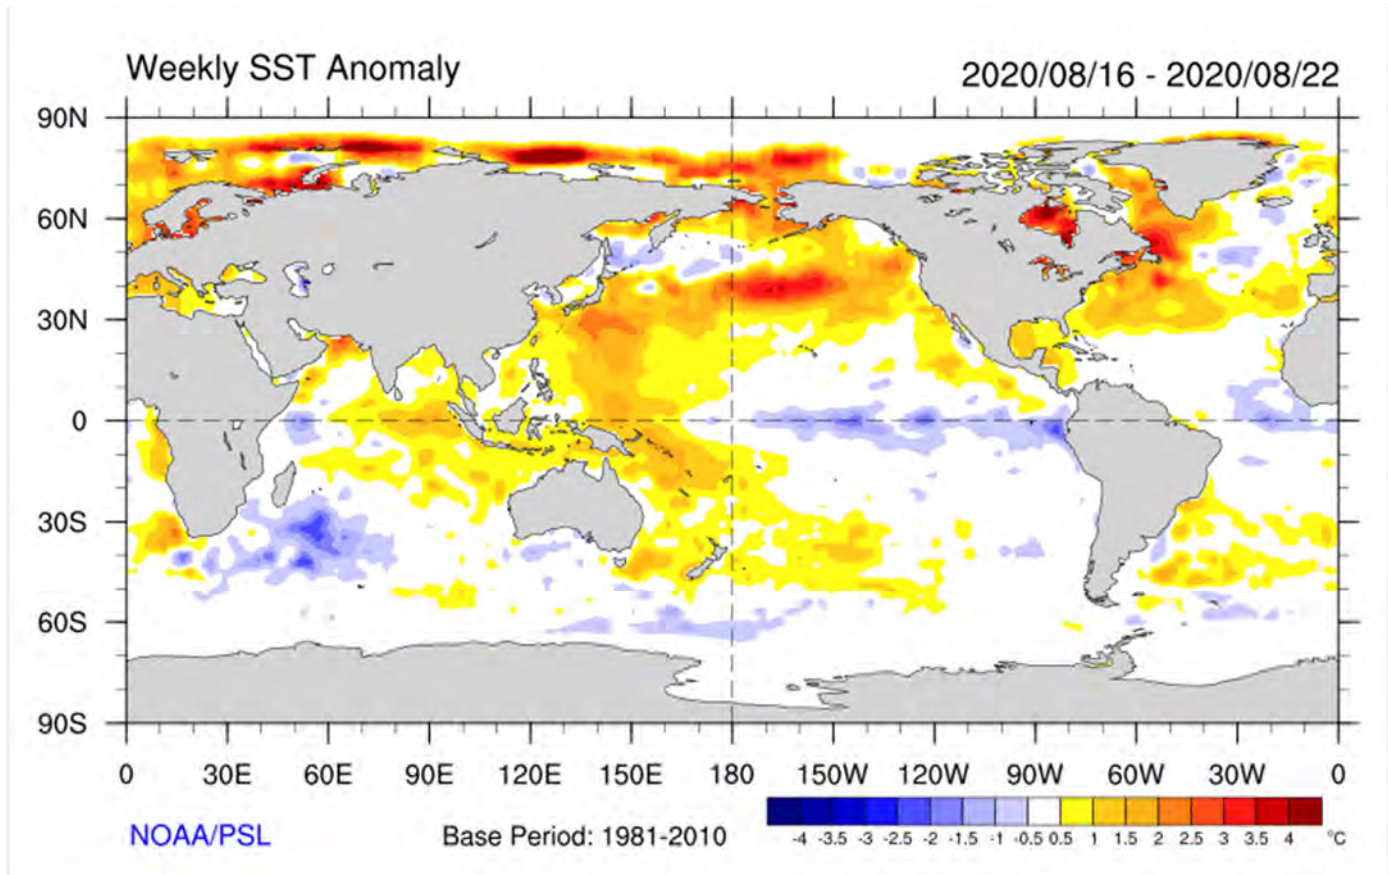 Weekly SST Anomaly 2020/08/16 - 2020/08/22
90N
60N
30N
0
30S
60S
90S
0 30E 60E 90E 120E 150E 180 150W 120W 90W 60W 30W 0
NOAA/PSL Base Period: 1981-2010
-4 -3.5 -3 -2.5 -2 -1.5 -1 -0.5 0.5 1 1.5 2 2.5 3 3.5 4 °C